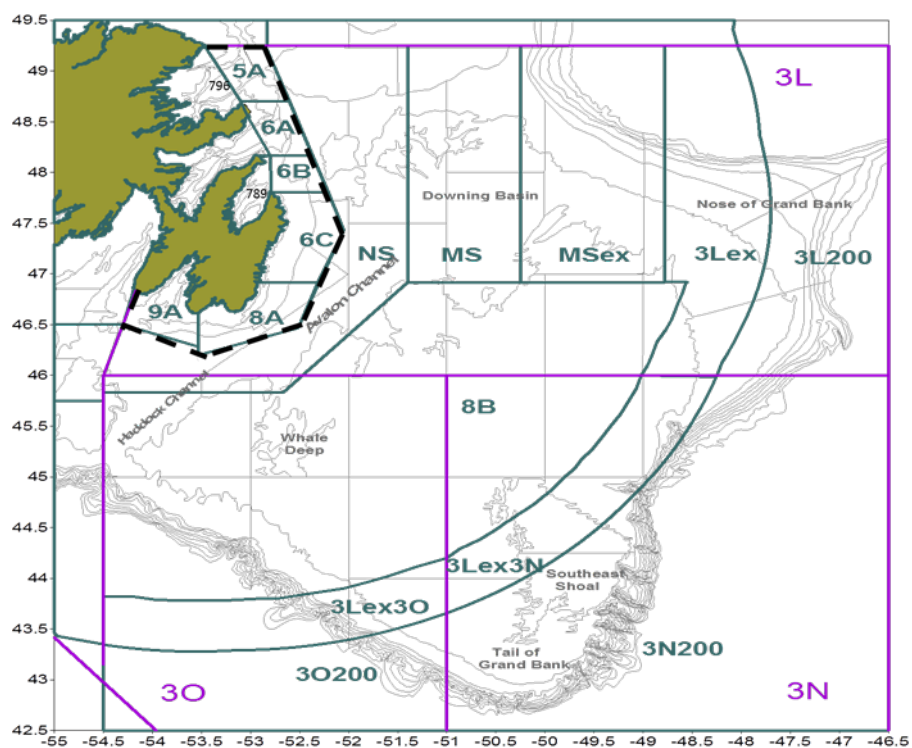 49.5
49
48.5
48
47.5
47
46.5
46
45
44.5
44
43.5
43
42.5
5A
3L
796
6A
6B
Downing Basin
789
Nose of Grand Bank
6C
NS
MS
MSex
3Lex
3L200
9A
8A
Avalon Channel
8B
Haddock Channel
Whale
Deep
3Lex3N
Southeast
Shoal
3Lex3O
3N200
Tail of
Grand Bank
3O200
3O
3N
-55 -54.5 -54 -53.5 -53 -52.5 -52 -51.5 -51 -50.5 -50 -49.5 -49 -48.5 -48 -47.5 -47 -46.5